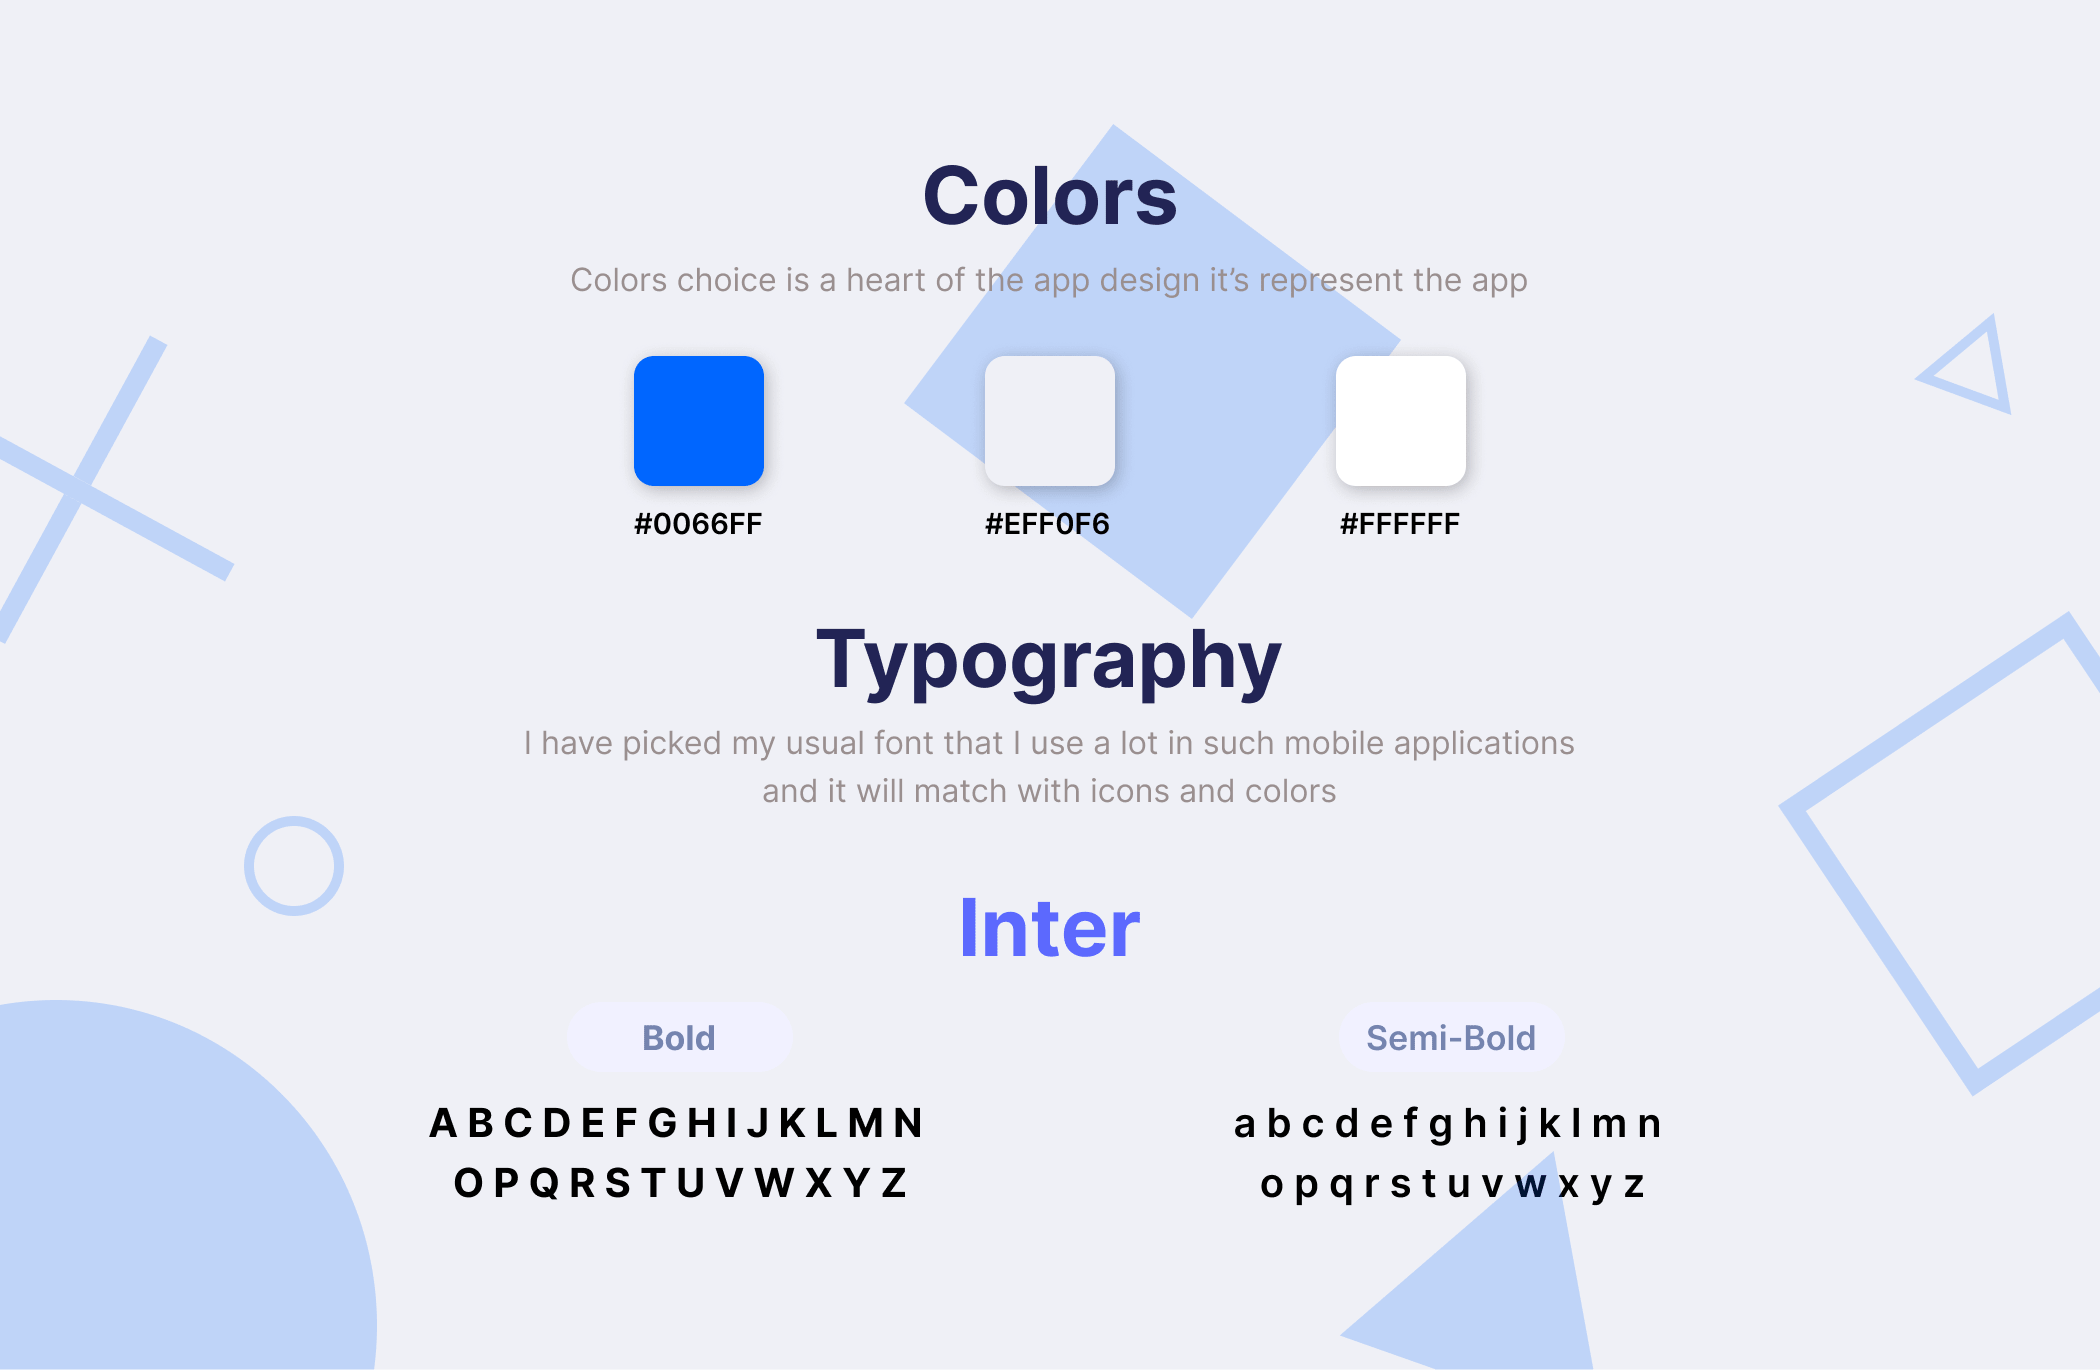 Colors
Colors choice is a heart of the app design it’s represent the app
#0066FF #EFF0F6 #FFFFFF
Typography
I have picked my usual font that I use a lot in such mobile applications
and it will match with icons and colors
Inter
Bold
A B C D E F G H I J K L M N
O P Q R S T U V W X Y Z
Semi-Bold
a b c d e f g h i j k l m n
o p q r s t u v w x y z